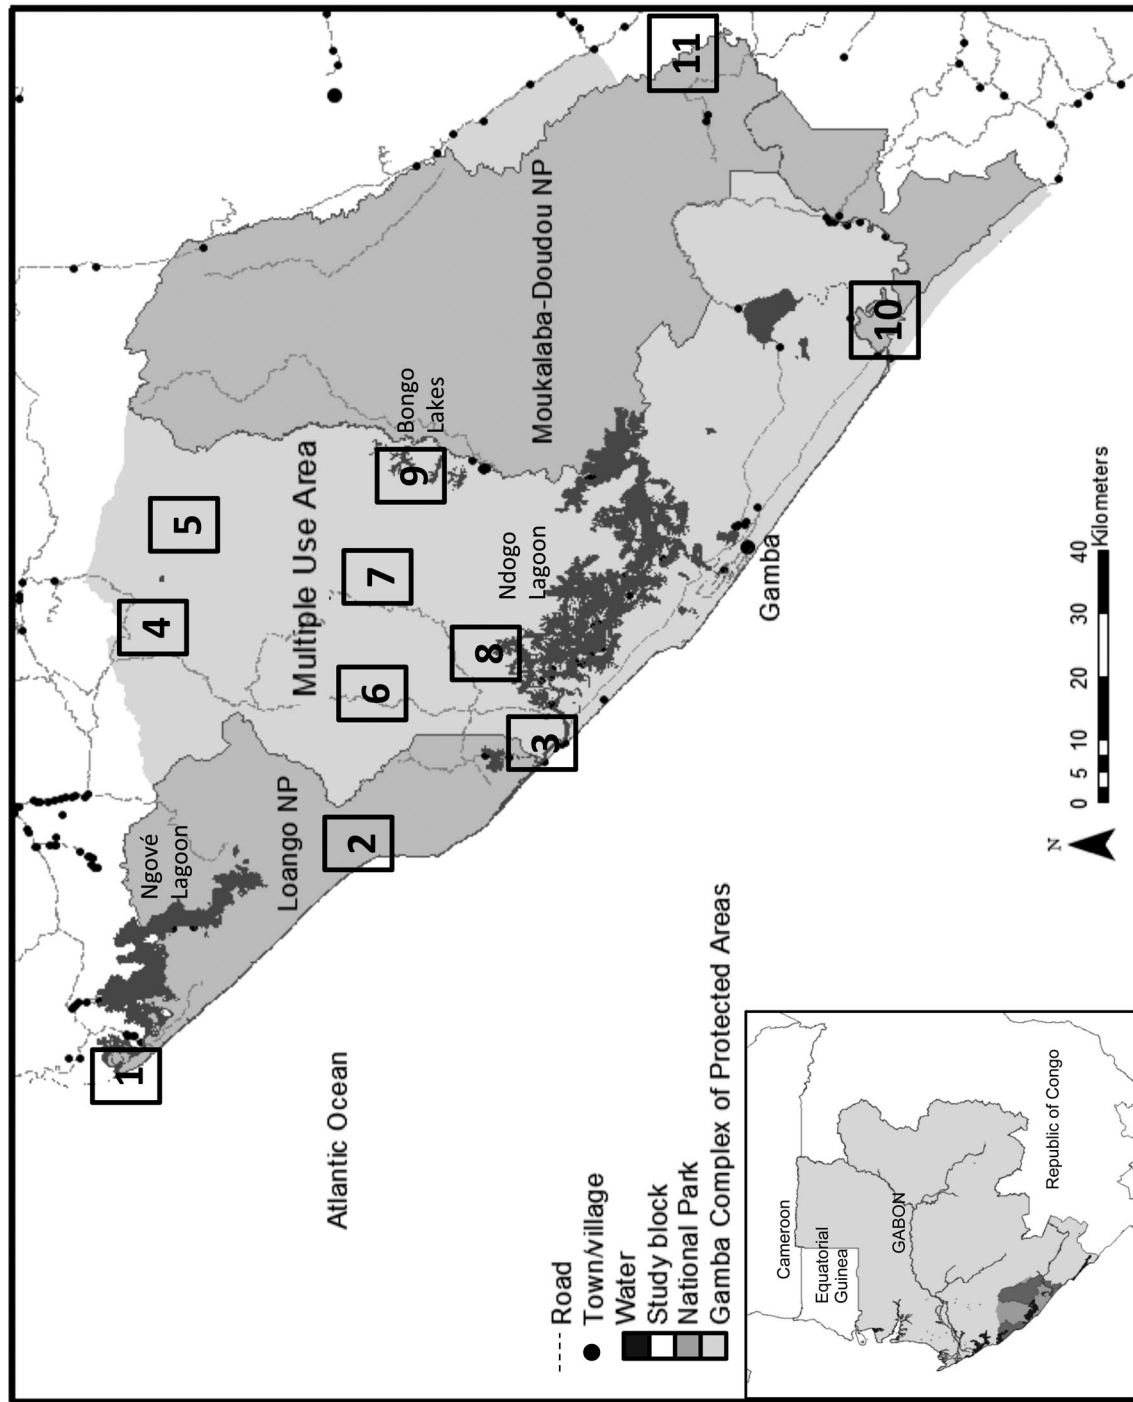 1
2
3
4
5
6
7
8
9
10
11
Ngové
Lagoon
Loango NP
Multiple Use Area
Bongo
Lakes
Moukalaba-Doudou NP
Ndogo
Lagoon
Gamba
Atlantic Ocean
Road
Town/village
Water
Study block
National Park
Gamba Complex of Protected Areas
N
0 5 10 20 30 40
Kilometers
Cameroon
Equatorial
Guinea
GABON
Republic of Congo